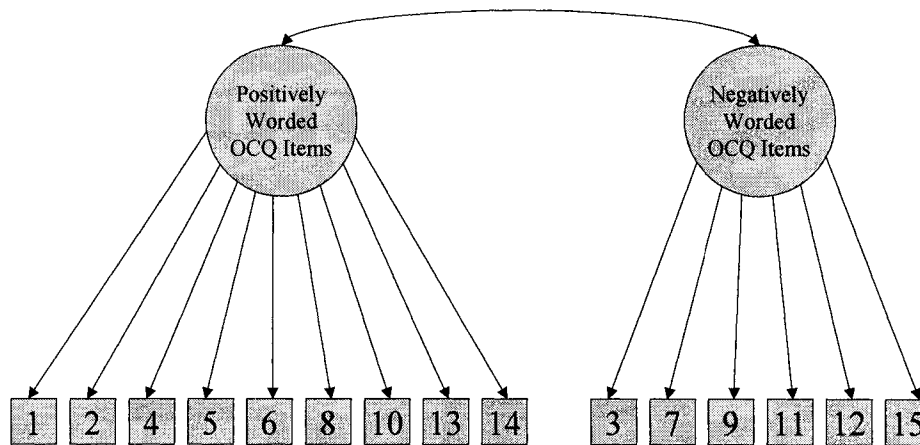 Positively
Worded
OCQ Items
Negatively
Worded
OCQ Items
1 2 4 5 6 8 10 13 14 3 7 9 11 12 15